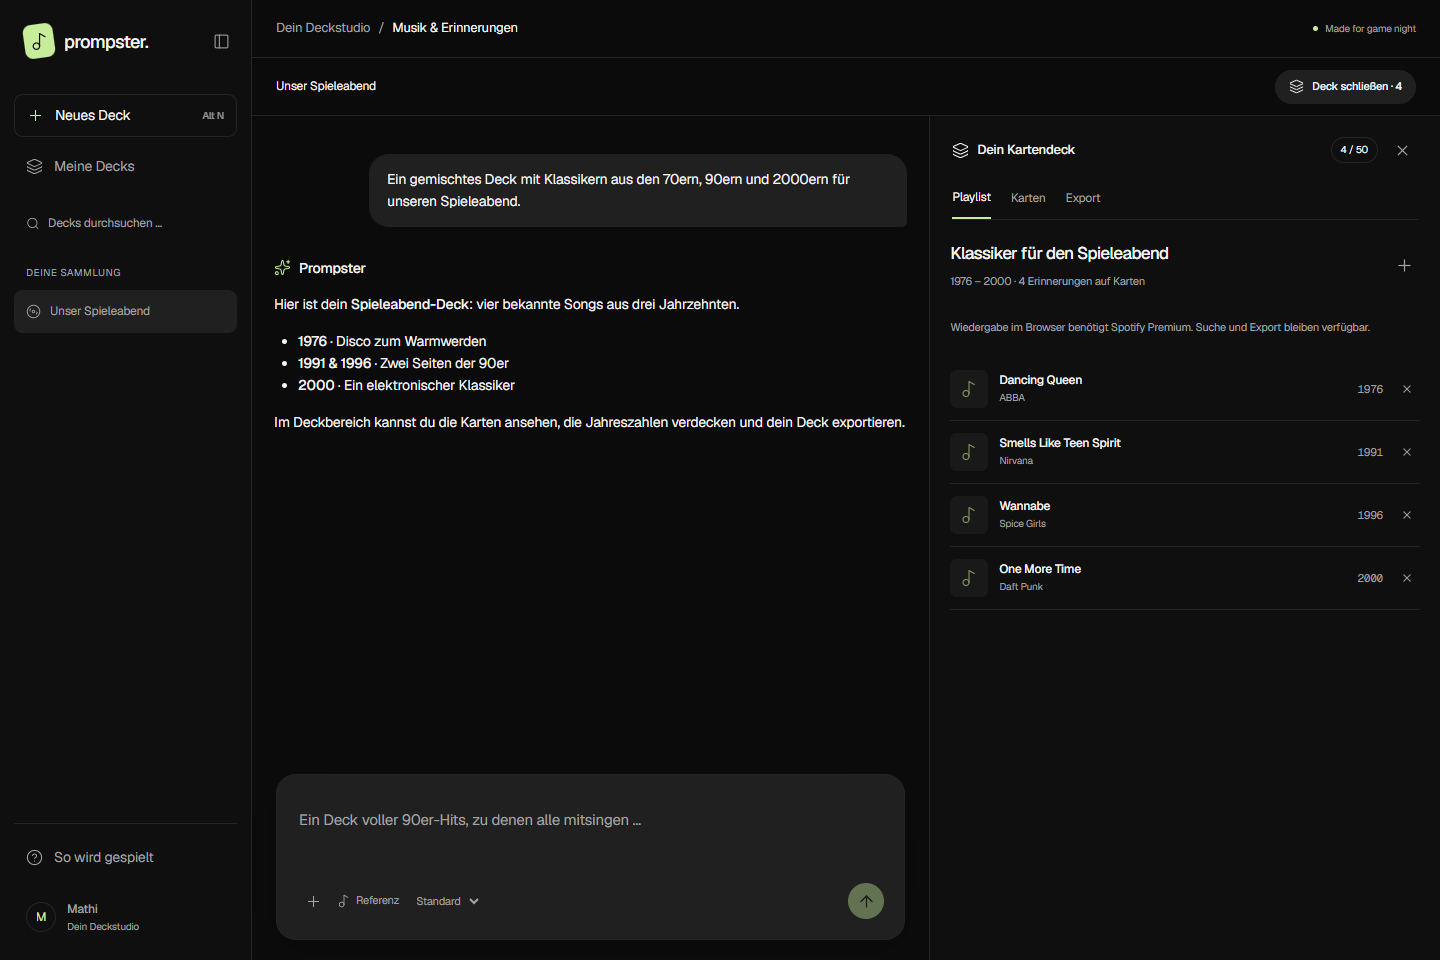 prompster.
Neues Deck
Alt N
Meine Decks
Decks durchsuchen ...
DEINE SAMMLUNG
Unser Spieleabend
So wird gespielt
M
Mathi
Dein Deckstudio
Dein Deckstudio / Musik & Erinnerungen
Made for game night
Unser Spieleabend
Deck schließen · 4
Ein gemischtes Deck mit Klassikern aus den 70ern, 90ern und 2000ern für
unseren Spieleabend.
Prompster
Hier ist dein Spieleabend-Deck: vier bekannte Songs aus drei Jahrzehnten.
• 1976 · Disco zum Warmwerden
• 1991 & 1996 · Zwei Seiten der 90er
• 2000 · Ein elektronischer Klassiker
Im Deckbereich kannst du die Karten ansehen, die Jahreszahlen verdecken und dein Deck exportieren.
Ein Deck voller 90er-Hits, zu denen alle mitsingen ...
Referenz
Standard
Dein Kartendeck
4 / 50
Playlist
Karten
Export
Klassiker für den Spieleabend
1976 – 2000 · 4 Erinnerungen auf Karten
Wiedergabe im Browser benötigt Spotify Premium. Suche und Export bleiben verfügbar.
Dancing Queen
ABBA
1976
Smells Like Teen Spirit
Nirvana
1991
Wannabe
Spice Girls
1996
One More Time
Daft Punk
2000